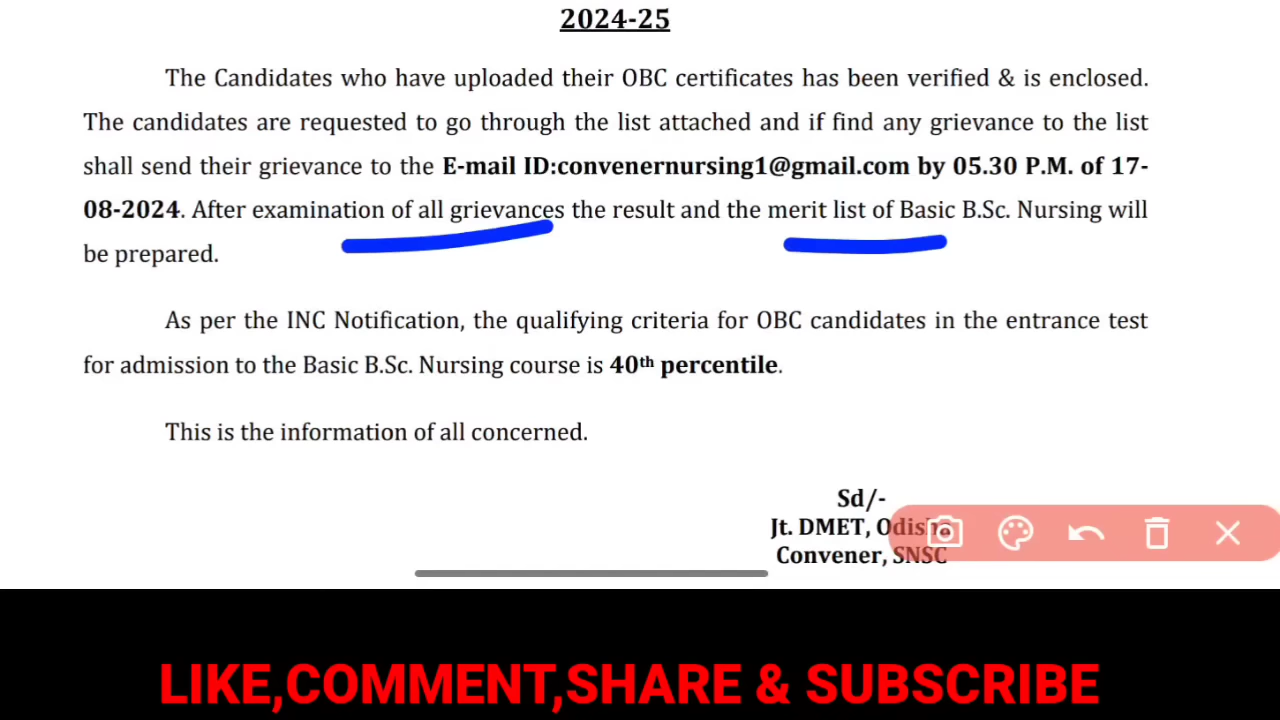 2024-25
The Candidates who have uploaded their OBC certificates has been verified & is enclosed.
The candidates are requested to go through the list attached and if find any grievance to the list
shall send their grievance to the E-mail ID:convenernursing1@gmail.com by 05.30 P.M. of 17-
08-2024. After examination of all grievances the result and the merit list of Basic B.Sc. Nursing will
be prepared.
As per the INC Notification, the qualifying criteria for OBC candidates in the entrance test
for admission to the Basic B.Sc. Nursing course is 40th percentile.
This is the information of all concerned.
Sd/-
Jt. DMET, Odisha
Convener, SNSC
LIKE,COMMENT,SHARE & SUBSCRIBE